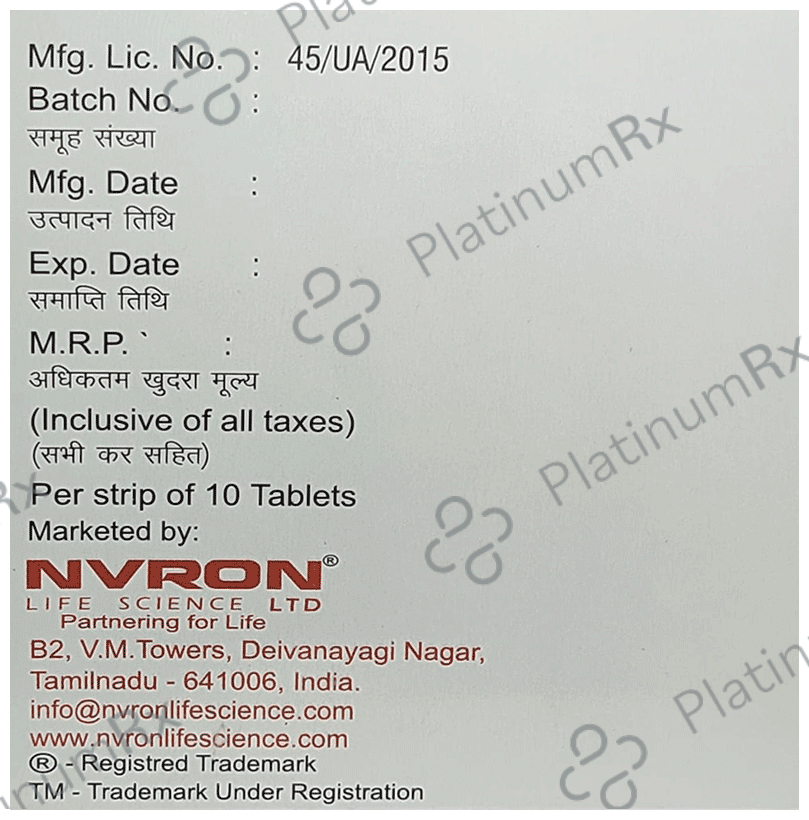 Mfg. Lic. No. : 45/UA/2015
Batch No. :
समूह संख्या
Mfg. Date :
उत्पादन तिथि
Exp. Date :
समाप्ति तिथि
M.R.P. ` :
अधिकतम खुदरा मूल्य
(Inclusive of all taxes)
(सभी कर सहित)
Per strip of 10 Tablets
Marketed by:
NVRON®
LIFE SCIENCE LTD
Partnering for Life
B2, V.M.Towers, Deivanayagi Nagar,
Tamilnadu - 641006, India.
info@nvronlifescience.com
www.nvronlifescience.com
® - Registred Trademark
TM - Trademark Under Registration
PlatinumRx
PlatinumRx